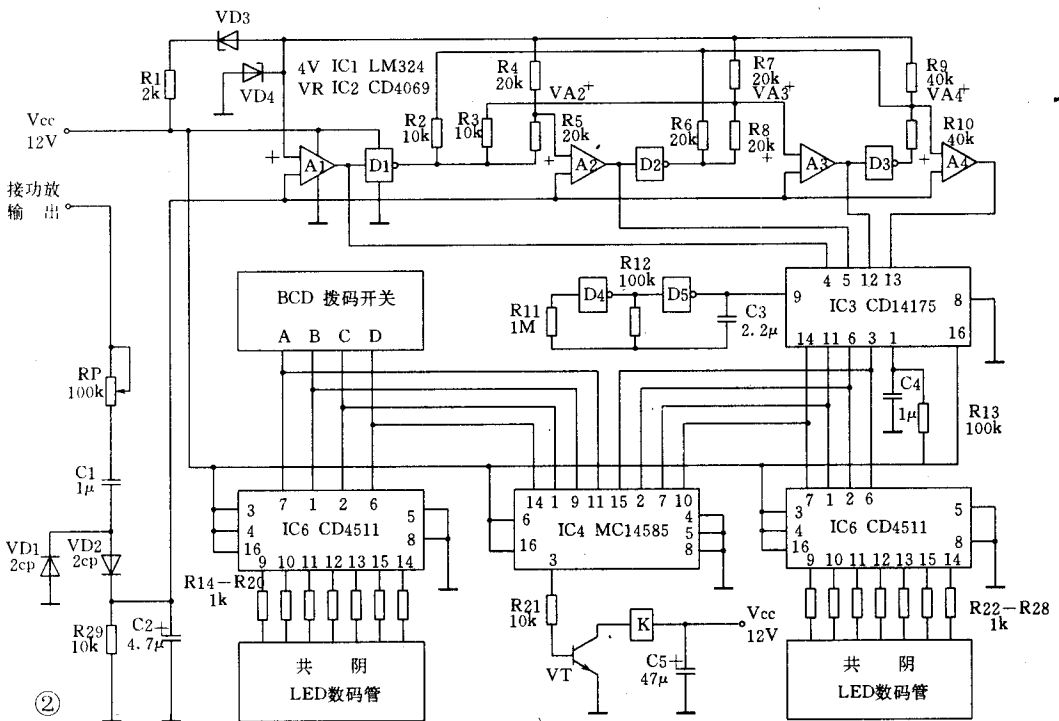 VD3
R1
2k
VD4
4V IC1 LM324
VR IC2 CD4069
R4
20k
VA2+
R7
20k
VA3+
R9
40k
VA4+
Vcc
12V
R2
10k
R3
10k
R5
20k
R6
20k
R8
20k
R10
40k
+
A1
D1
A2
D2
+
A3
D3
+
A4
接功放
输 出
BCD 拨码开关
A B C D
R11
1M
D4
R12
100k
D5
C3
2.2μ
4 5 12 13
9
IC3 CD14175
8
16
14 11 6 3 1
C4
1μ
R13
100k
RP
100k
C1
1μ
VD1
2cp
VD2
2cp
R29
10k
C2+
4.7μ
7 1 2 6
3
4
16
IC6 CD4511
5
8
9 10 11 12 13 15 14
R14-R20
1k
共 阴
LED数码管
14 1 9 11 15 2 7 10
6
16
IC4 MC14585
4
5
8
3
R21
10k
VT
K
Vcc
12V
C5+
47μ
7 1 2 6
3
4
16
IC6 CD4511
5
8
9 10 11 12 13 15 14
R22-R28
1k
共 阴
LED数码管
②